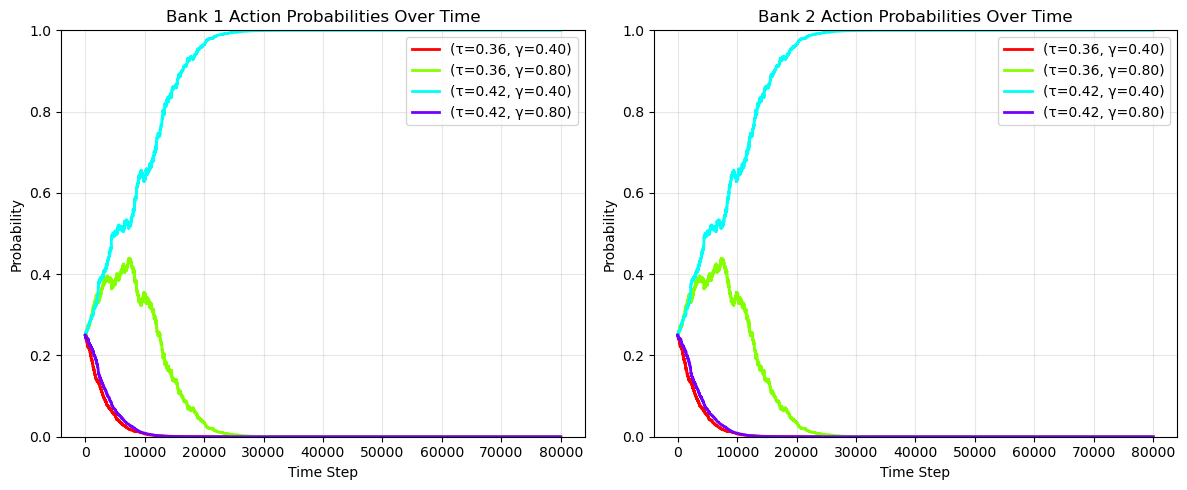 Bank 1 Action Probabilities Over Time
1.0
0.8
0.6
0.4
0.2
0.0
Probability
(τ=0.36, γ=0.40)
(τ=0.36, γ=0.80)
(τ=0.42, γ=0.40)
(τ=0.42, γ=0.80)
0 10000 20000 30000 40000 50000 60000 70000 80000
Time Step
Bank 2 Action Probabilities Over Time
1.0
0.8
0.6
0.4
0.2
0.0
Probability
(τ=0.36, γ=0.40)
(τ=0.36, γ=0.80)
(τ=0.42, γ=0.40)
(τ=0.42, γ=0.80)
0 10000 20000 30000 40000 50000 60000 70000 80000
Time Step